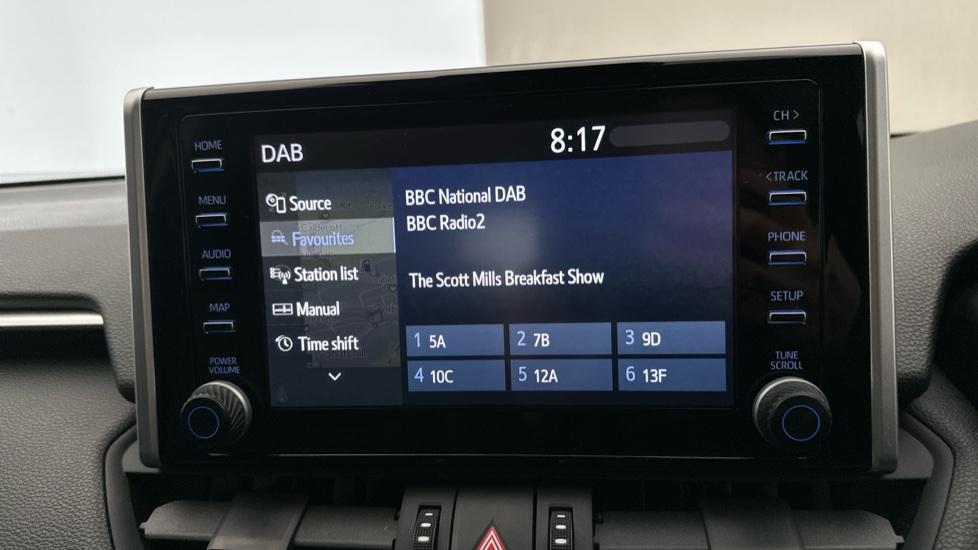 HOME
MENU
AUDIO
MAP
POWER
VOLUME
DAB
8:17
Source
Favourites
Station list
Manual
Time shift
BBC National DAB
BBC Radio2
The Scott Mills Breakfast Show
1 5A
2 7B
3 9D
4 10C
5 12A
6 13F
CH >
< TRACK
PHONE
SETUP
TUNE
SCROLL